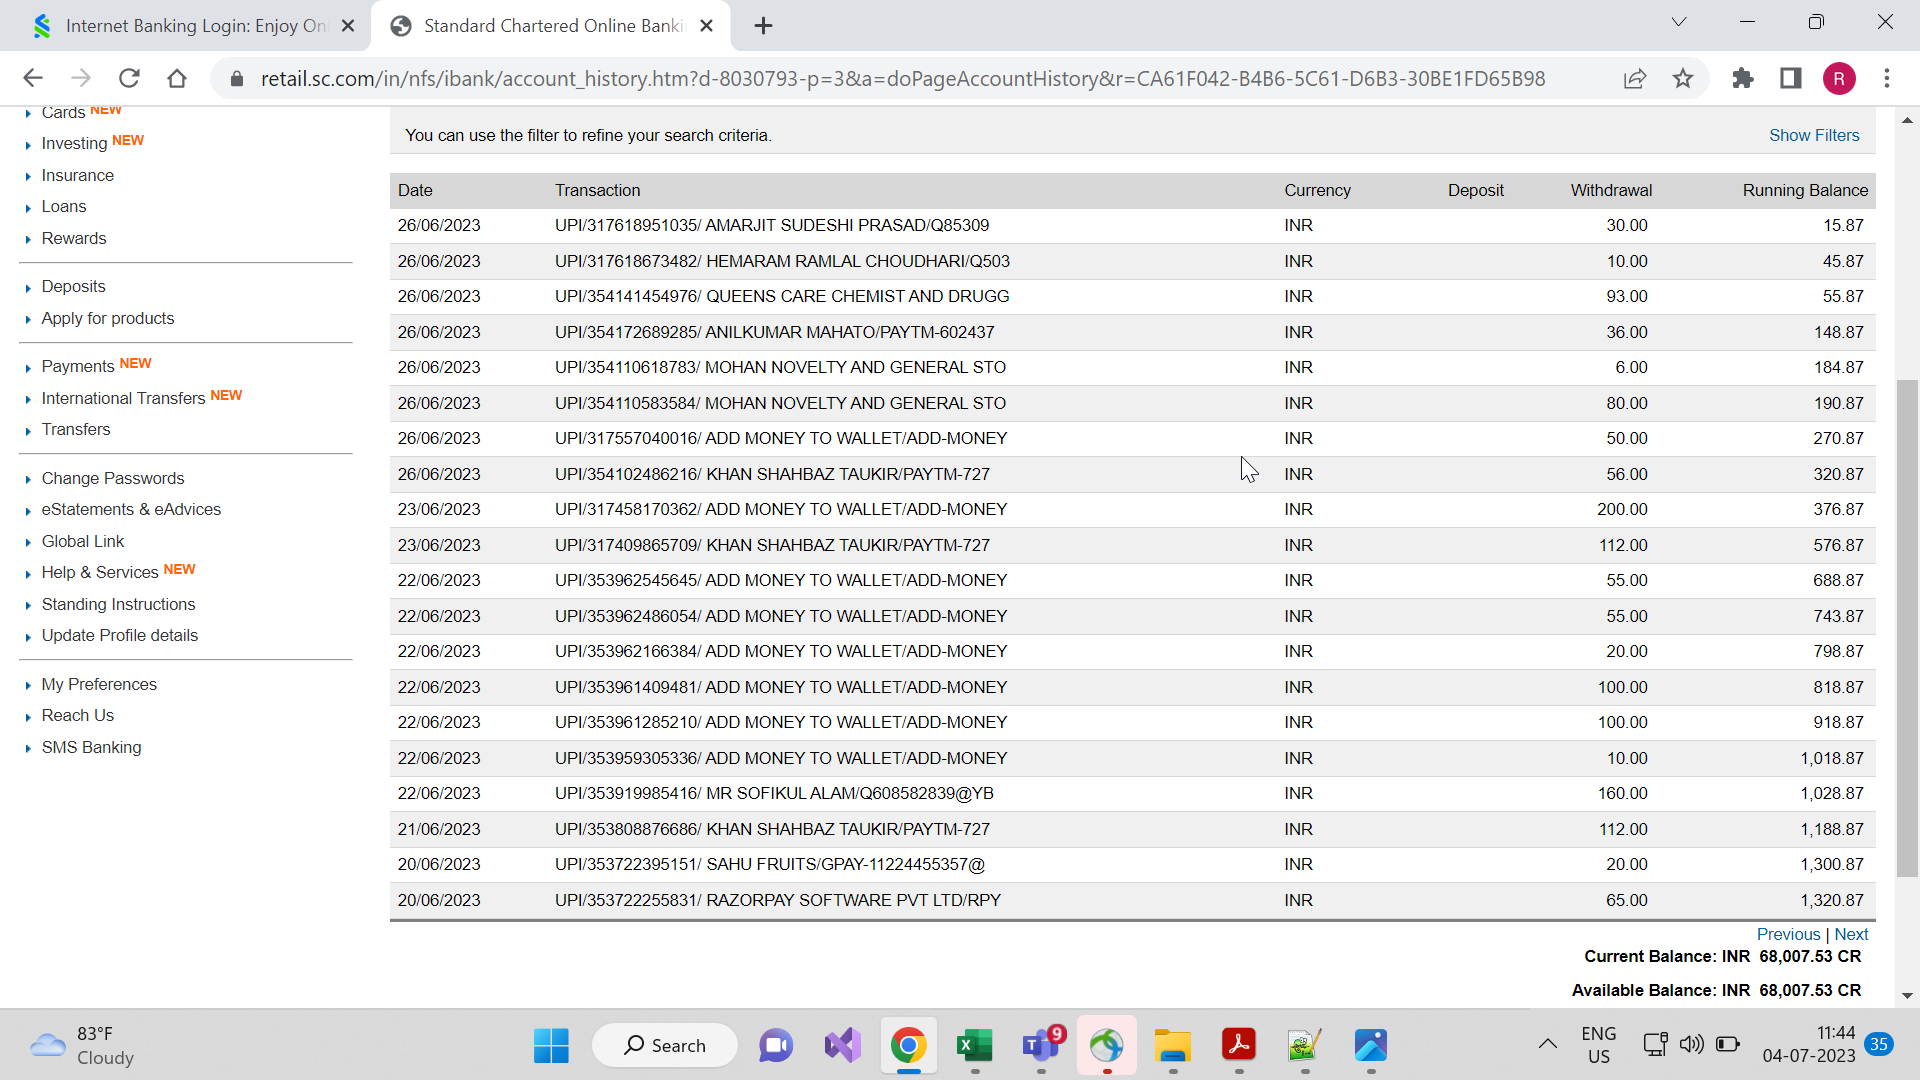 Internet Banking Login: Enjoy On
Standard Chartered Online Banki
retail.sc.com/in/nfs/ibank/account_history.htm?d-8030793-p=3&a=doPageAccountHistory&r=CA61F042-B4B6-5C61-D6B3-30BE1FD65B98
R
Cards NEW
Investing NEW
Insurance
Loans
Rewards
Deposits
Apply for products
Payments NEW
International Transfers NEW
Transfers
Change Passwords
eStatements & eAdvices
Global Link
Help & Services NEW
Standing Instructions
Update Profile details
My Preferences
Reach Us
SMS Banking
You can use the filter to refine your search criteria. Show Filters
Date Transaction Currency Deposit Withdrawal Running Balance
26/06/2023 UPI/317618951035/ AMARJIT SUDESHI PRASAD/Q85309 INR 30.00 15.87
26/06/2023 UPI/317618673482/ HEMARAM RAMLAL CHOUDHARI/Q503 INR 10.00 45.87
26/06/2023 UPI/354141454976/ QUEENS CARE CHEMIST AND DRUGG INR 93.00 55.87
26/06/2023 UPI/354172689285/ ANILKUMAR MAHATO/PAYTM-602437 INR 36.00 148.87
26/06/2023 UPI/354110618783/ MOHAN NOVELTY AND GENERAL STO INR 6.00 184.87
26/06/2023 UPI/354110583584/ MOHAN NOVELTY AND GENERAL STO INR 80.00 190.87
26/06/2023 UPI/317557040016/ ADD MONEY TO WALLET/ADD-MONEY INR 50.00 270.87
26/06/2023 UPI/354102486216/ KHAN SHAHBAZ TAUKIR/PAYTM-727 INR 56.00 320.87
23/06/2023 UPI/317458170362/ ADD MONEY TO WALLET/ADD-MONEY INR 200.00 376.87
23/06/2023 UPI/317409865709/ KHAN SHAHBAZ TAUKIR/PAYTM-727 INR 112.00 576.87
22/06/2023 UPI/353962545645/ ADD MONEY TO WALLET/ADD-MONEY INR 55.00 688.87
22/06/2023 UPI/353962486054/ ADD MONEY TO WALLET/ADD-MONEY INR 55.00 743.87
22/06/2023 UPI/353962166384/ ADD MONEY TO WALLET/ADD-MONEY INR 20.00 798.87
22/06/2023 UPI/353961409481/ ADD MONEY TO WALLET/ADD-MONEY INR 100.00 818.87
22/06/2023 UPI/353961285210/ ADD MONEY TO WALLET/ADD-MONEY INR 100.00 918.87
22/06/2023 UPI/353959305336/ ADD MONEY TO WALLET/ADD-MONEY INR 10.00 1,018.87
22/06/2023 UPI/353919985416/ MR SOFIKUL ALAM/Q608582839@YB INR 160.00 1,028.87
21/06/2023 UPI/353808876686/ KHAN SHAHBAZ TAUKIR/PAYTM-727 INR 112.00 1,188.87
20/06/2023 UPI/353722395151/ SAHU FRUITS/GPAY-11224455357@ INR 20.00 1,300.87
20/06/2023 UPI/353722255831/ RAZORPAY SOFTWARE PVT LTD/RPY INR 65.00 1,320.87
Previous | Next
Current Balance: INR 68,007.53 CR
Available Balance: INR 68,007.53 CR
83°F
Cloudy
Search
9
ENG
US
11:44
04-07-2023
35